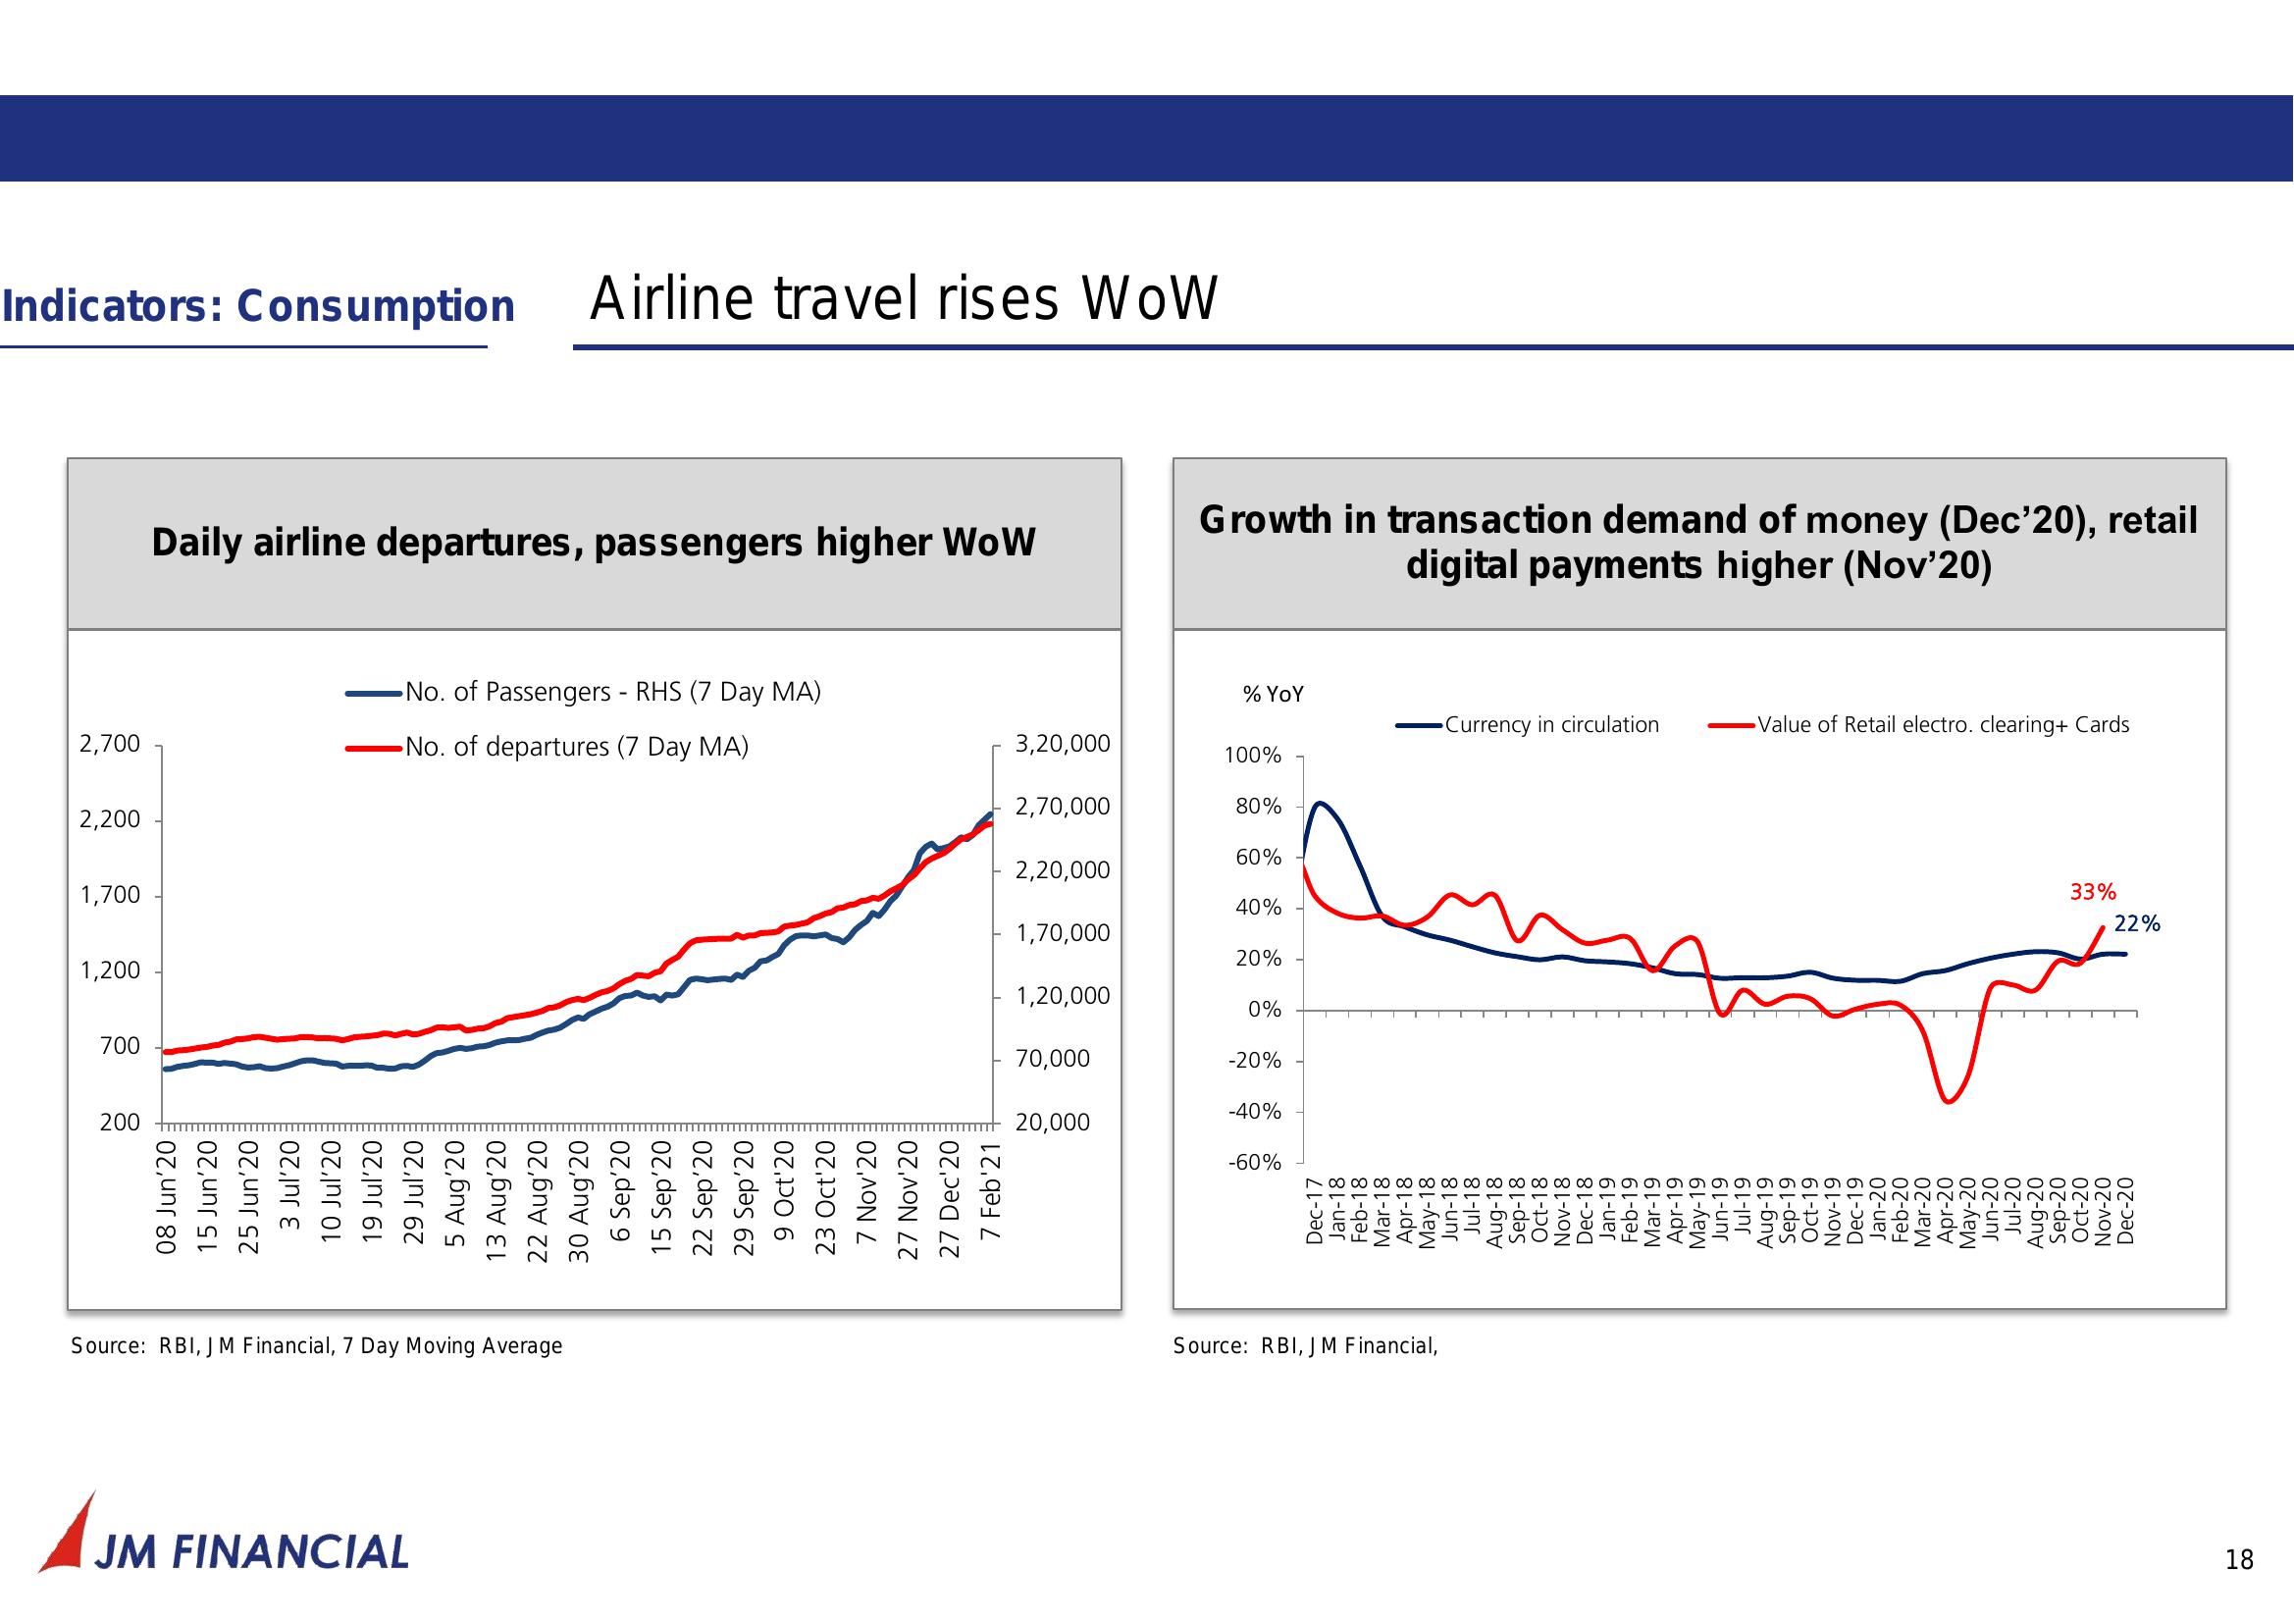 Indicators: Consumption
Airline travel rises WoW
Daily airline departures, passengers higher WoW
No. of Passengers - RHS (7 Day MA)
No. of departures (7 Day MA)
2,700
2,200
1,700
1,200
700
200
3,20,000
2,70,000
2,20,000
1,70,000
1,20,000
70,000
20,000
08 Jun'20
15 Jun'20
25 Jun'20
3 Jul'20
10 Jul'20
19 Jul'20
29 Jul'20
5 Aug'20
13 Aug'20
22 Aug'20
30 Aug'20
6 Sep'20
15 Sep'20
22 Sep'20
29 Sep'20
9 Oct'20
23 Oct'20
7 Nov'20
27 Nov'20
27 Dec'20
7 Feb'21
Source: RBI, JM Financial, 7 Day Moving Average
Growth in transaction demand of money (Dec’20), retail
digital payments higher (Nov’20)
% YoY
Currency in circulation
Value of Retail electro. clearing+ Cards
100%
80%
60%
40%
20%
0%
-20%
-40%
-60%
33%
22%
Dec-17
Jan-18
Feb-18
Mar-18
Apr-18
May-18
Jun-18
Jul-18
Aug-18
Sep-18
Oct-18
Nov-18
Dec-18
Jan-19
Feb-19
Mar-19
Apr-19
May-19
Jun-19
Jul-19
Aug-19
Sep-19
Oct-19
Nov-19
Dec-19
Jan-20
Feb-20
Mar-20
Apr-20
May-20
Jun-20
Jul-20
Aug-20
Sep-20
Oct-20
Nov-20
Dec-20
Source: RBI, JM Financial,
JM FINANCIAL
18